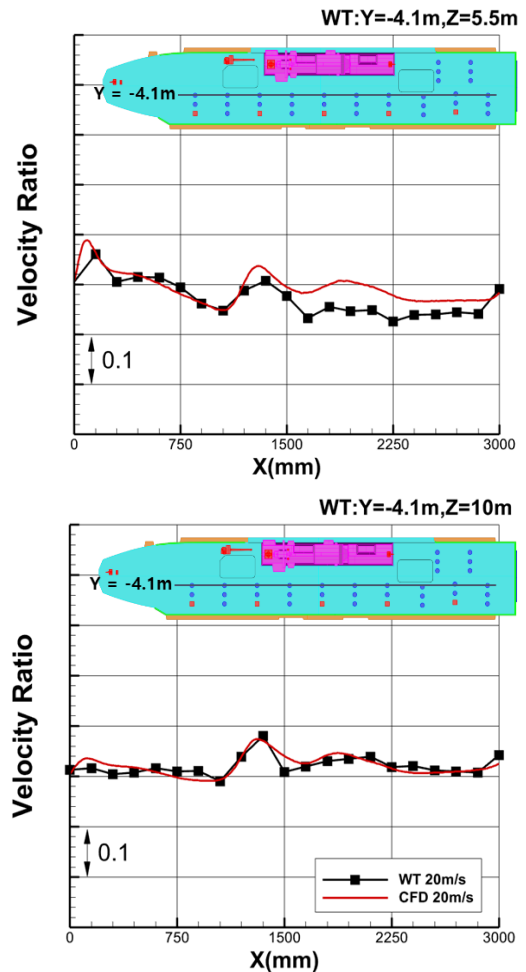 WT:Y=-4.1m,Z=5.5m
Y = -4.1m
Velocity Ratio
0.1
0 750 1500 2250 3000
X(mm)
WT:Y=-4.1m,Z=10m
Y = -4.1m
Velocity Ratio
0.1
WT 20m/s
CFD 20m/s
0 750 1500 2250 3000
X(mm)